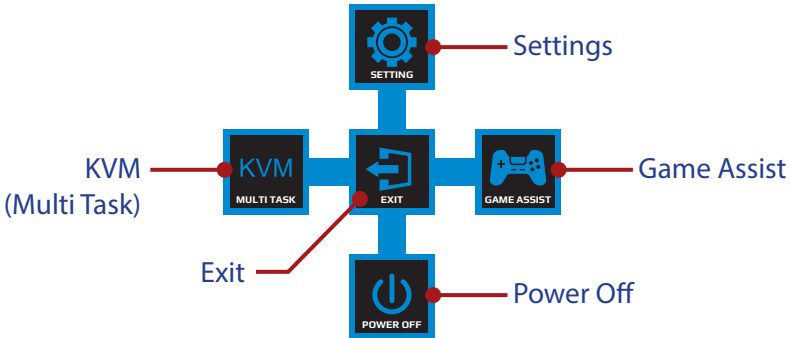 SETTING
Settings
KVM
(Multi Task)
KVM
MULTI TASK
EXIT
GAME ASSIST
Game Assist
Exit
POWER OFF
Power Off